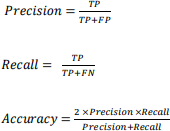 Precision = TP / TP+FP
Recall = TP / TP+FN
Accuracy = 2 ×Precision ×Recall / Precision+Recall